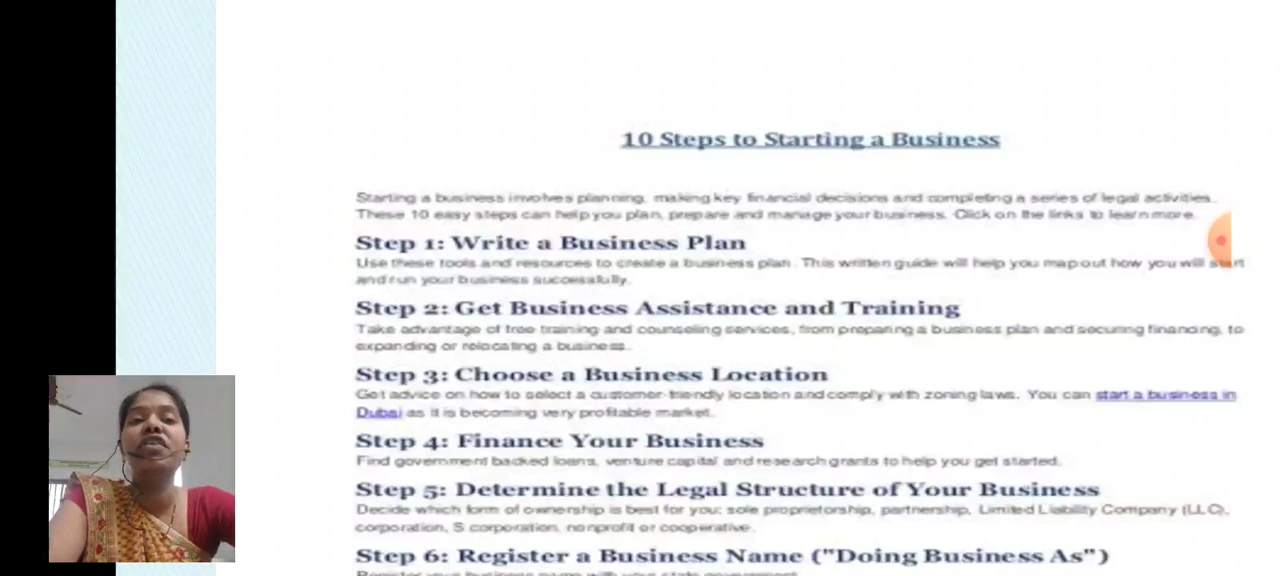 10 Steps to Starting a Business
Starting a business involves planning, making key financial decisions and completing a series of legal activities.
These 10 easy steps can help you plan, prepare and manage your business. Click on the links to learn more.
Step 1: Write a Business Plan
Use these tools and resources to create a business plan. This written guide will help you map out how you will start
and run your business successfully.
Step 2: Get Business Assistance and Training
Take advantage of free training and counseling services, from preparing a business plan and securing financing, to
expanding or relocating a business.
Step 3: Choose a Business Location
Get advice on how to select a customer-friendly location and comply with zoning laws. You can start a business in
Dubai as it is becoming very profitable market.
Step 4: Finance Your Business
Find government backed loans, venture capital and research grants to help you get started.
Step 5: Determine the Legal Structure of Your Business
Decide which form of ownership is best for you: sole proprietorship, partnership, Limited Liability Company (LLC),
corporation, S corporation, nonprofit or cooperative.
Step 6: Register a Business Name ("Doing Business As")
Register your business name with your state government.